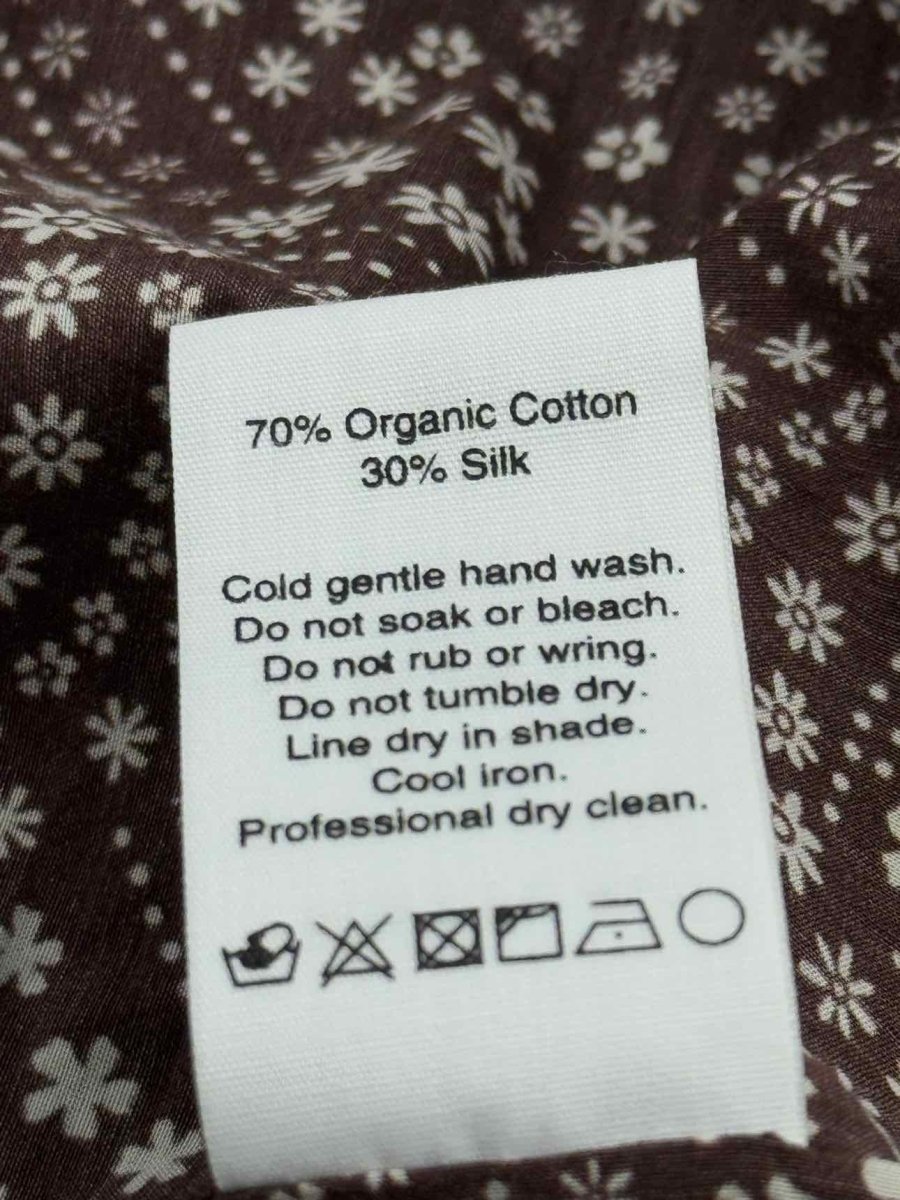 70% Organic Cotton
30% Silk
Cold gentle hand wash.
Do not soak or bleach.
Do not rub or wring.
Do not tumble dry.
Line dry in shade.
Cool iron.
Professional dry clean.